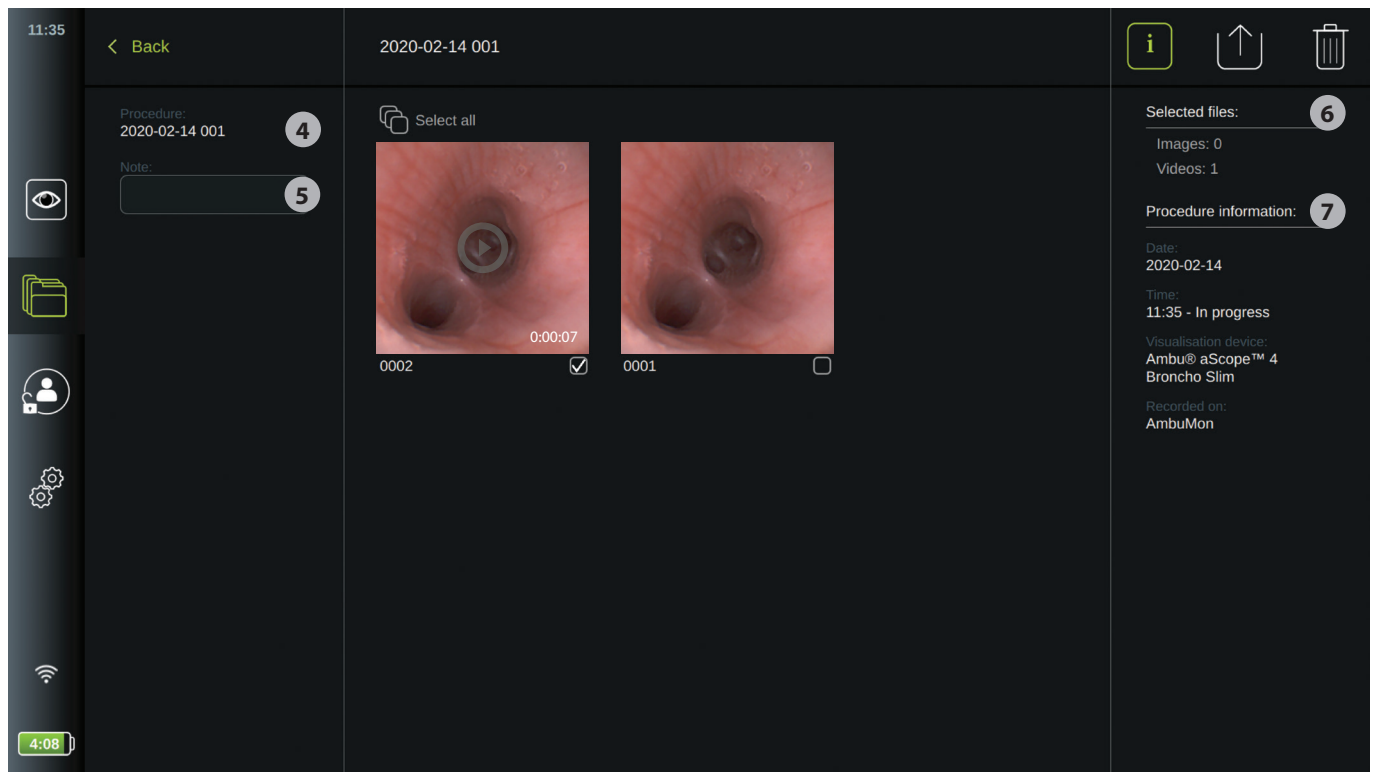 11:35
Back
2020-02-14 001
i
Procedure:
2020-02-14 001
4
Note:
5
Select all
0:00:07
0002
0001
Selected files:
6
Images: 0
Videos: 1
Procedure information:
7
Date:
2020-02-14
Time:
11:35 - In progress
Visualisation device:
Ambu® aScope™ 4
Broncho Slim
Recorded on:
AmbuMon
4:08